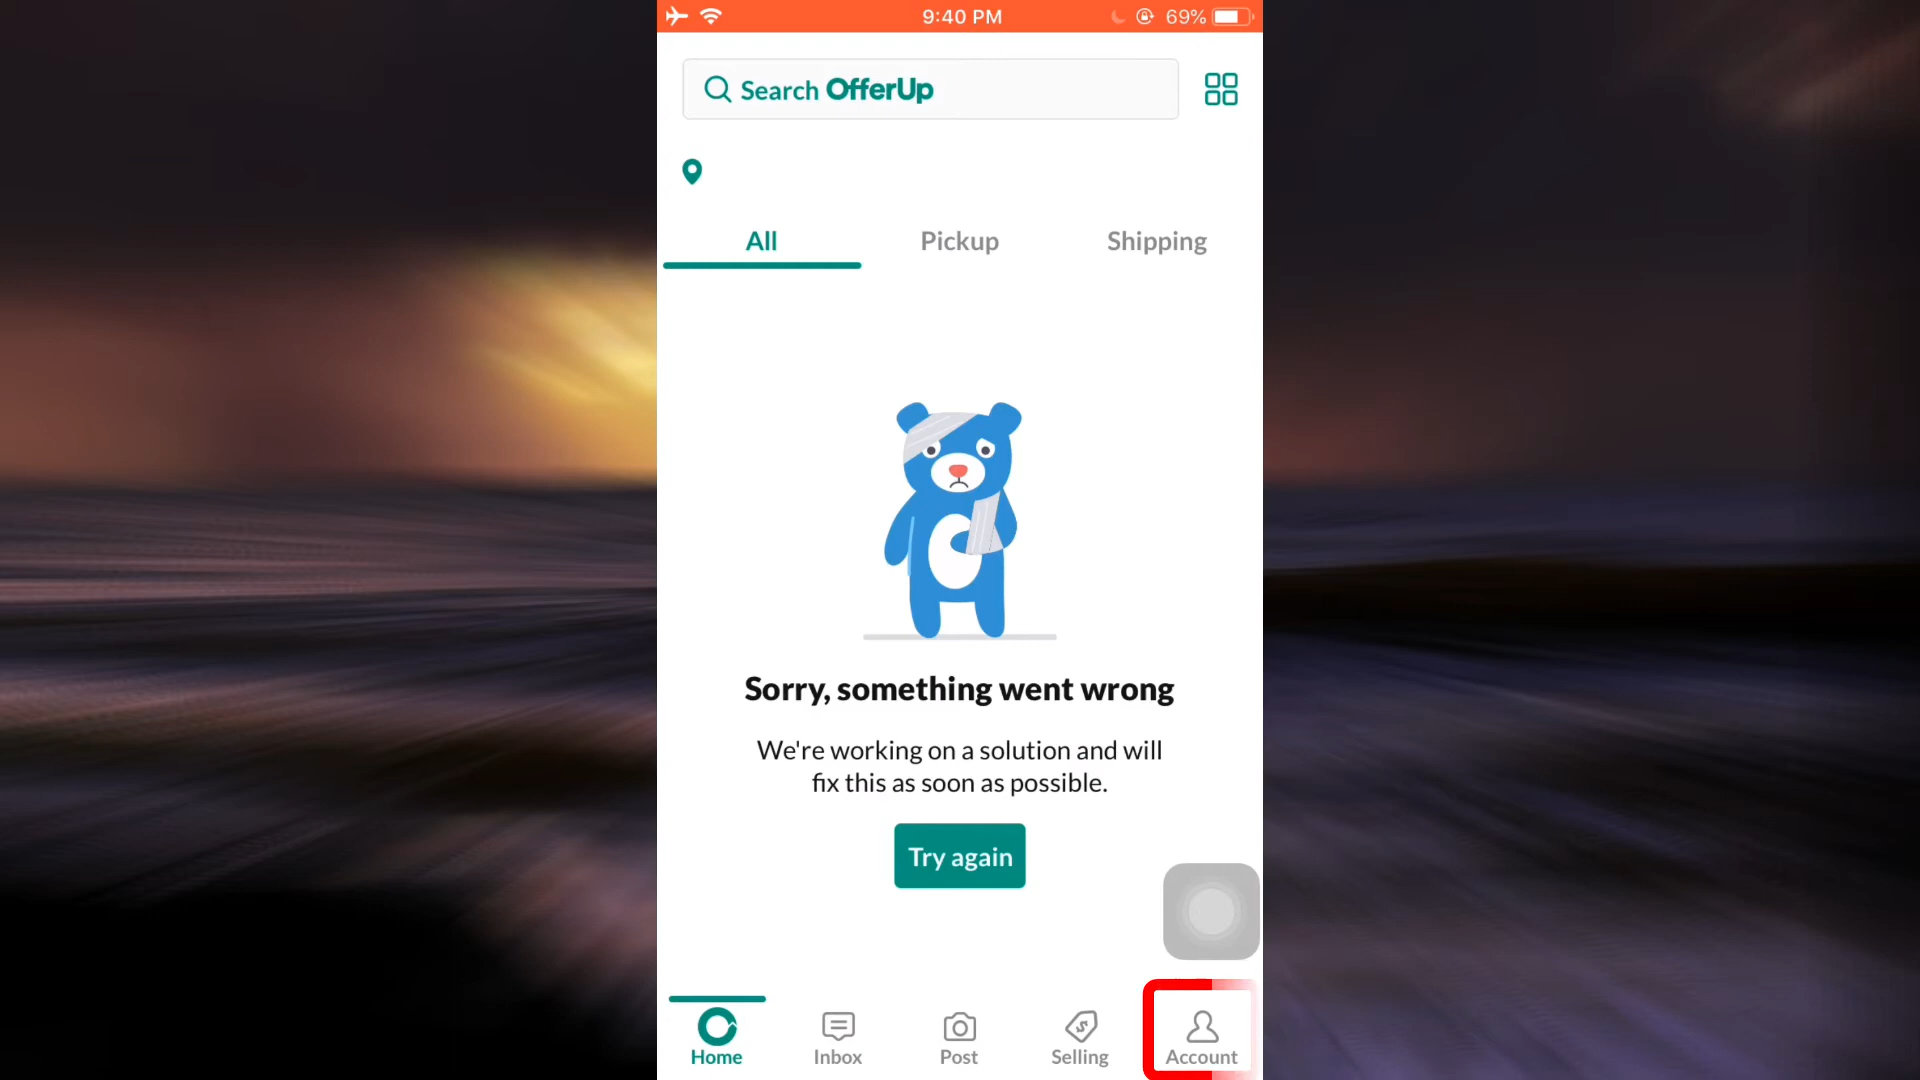 9:40 PM
69%
Search OfferUp
All
Pickup
Shipping
Sorry, something went wrong
We're working on a solution and will
fix this as soon as possible.
Try again
Home
Inbox
Post
Selling
Account